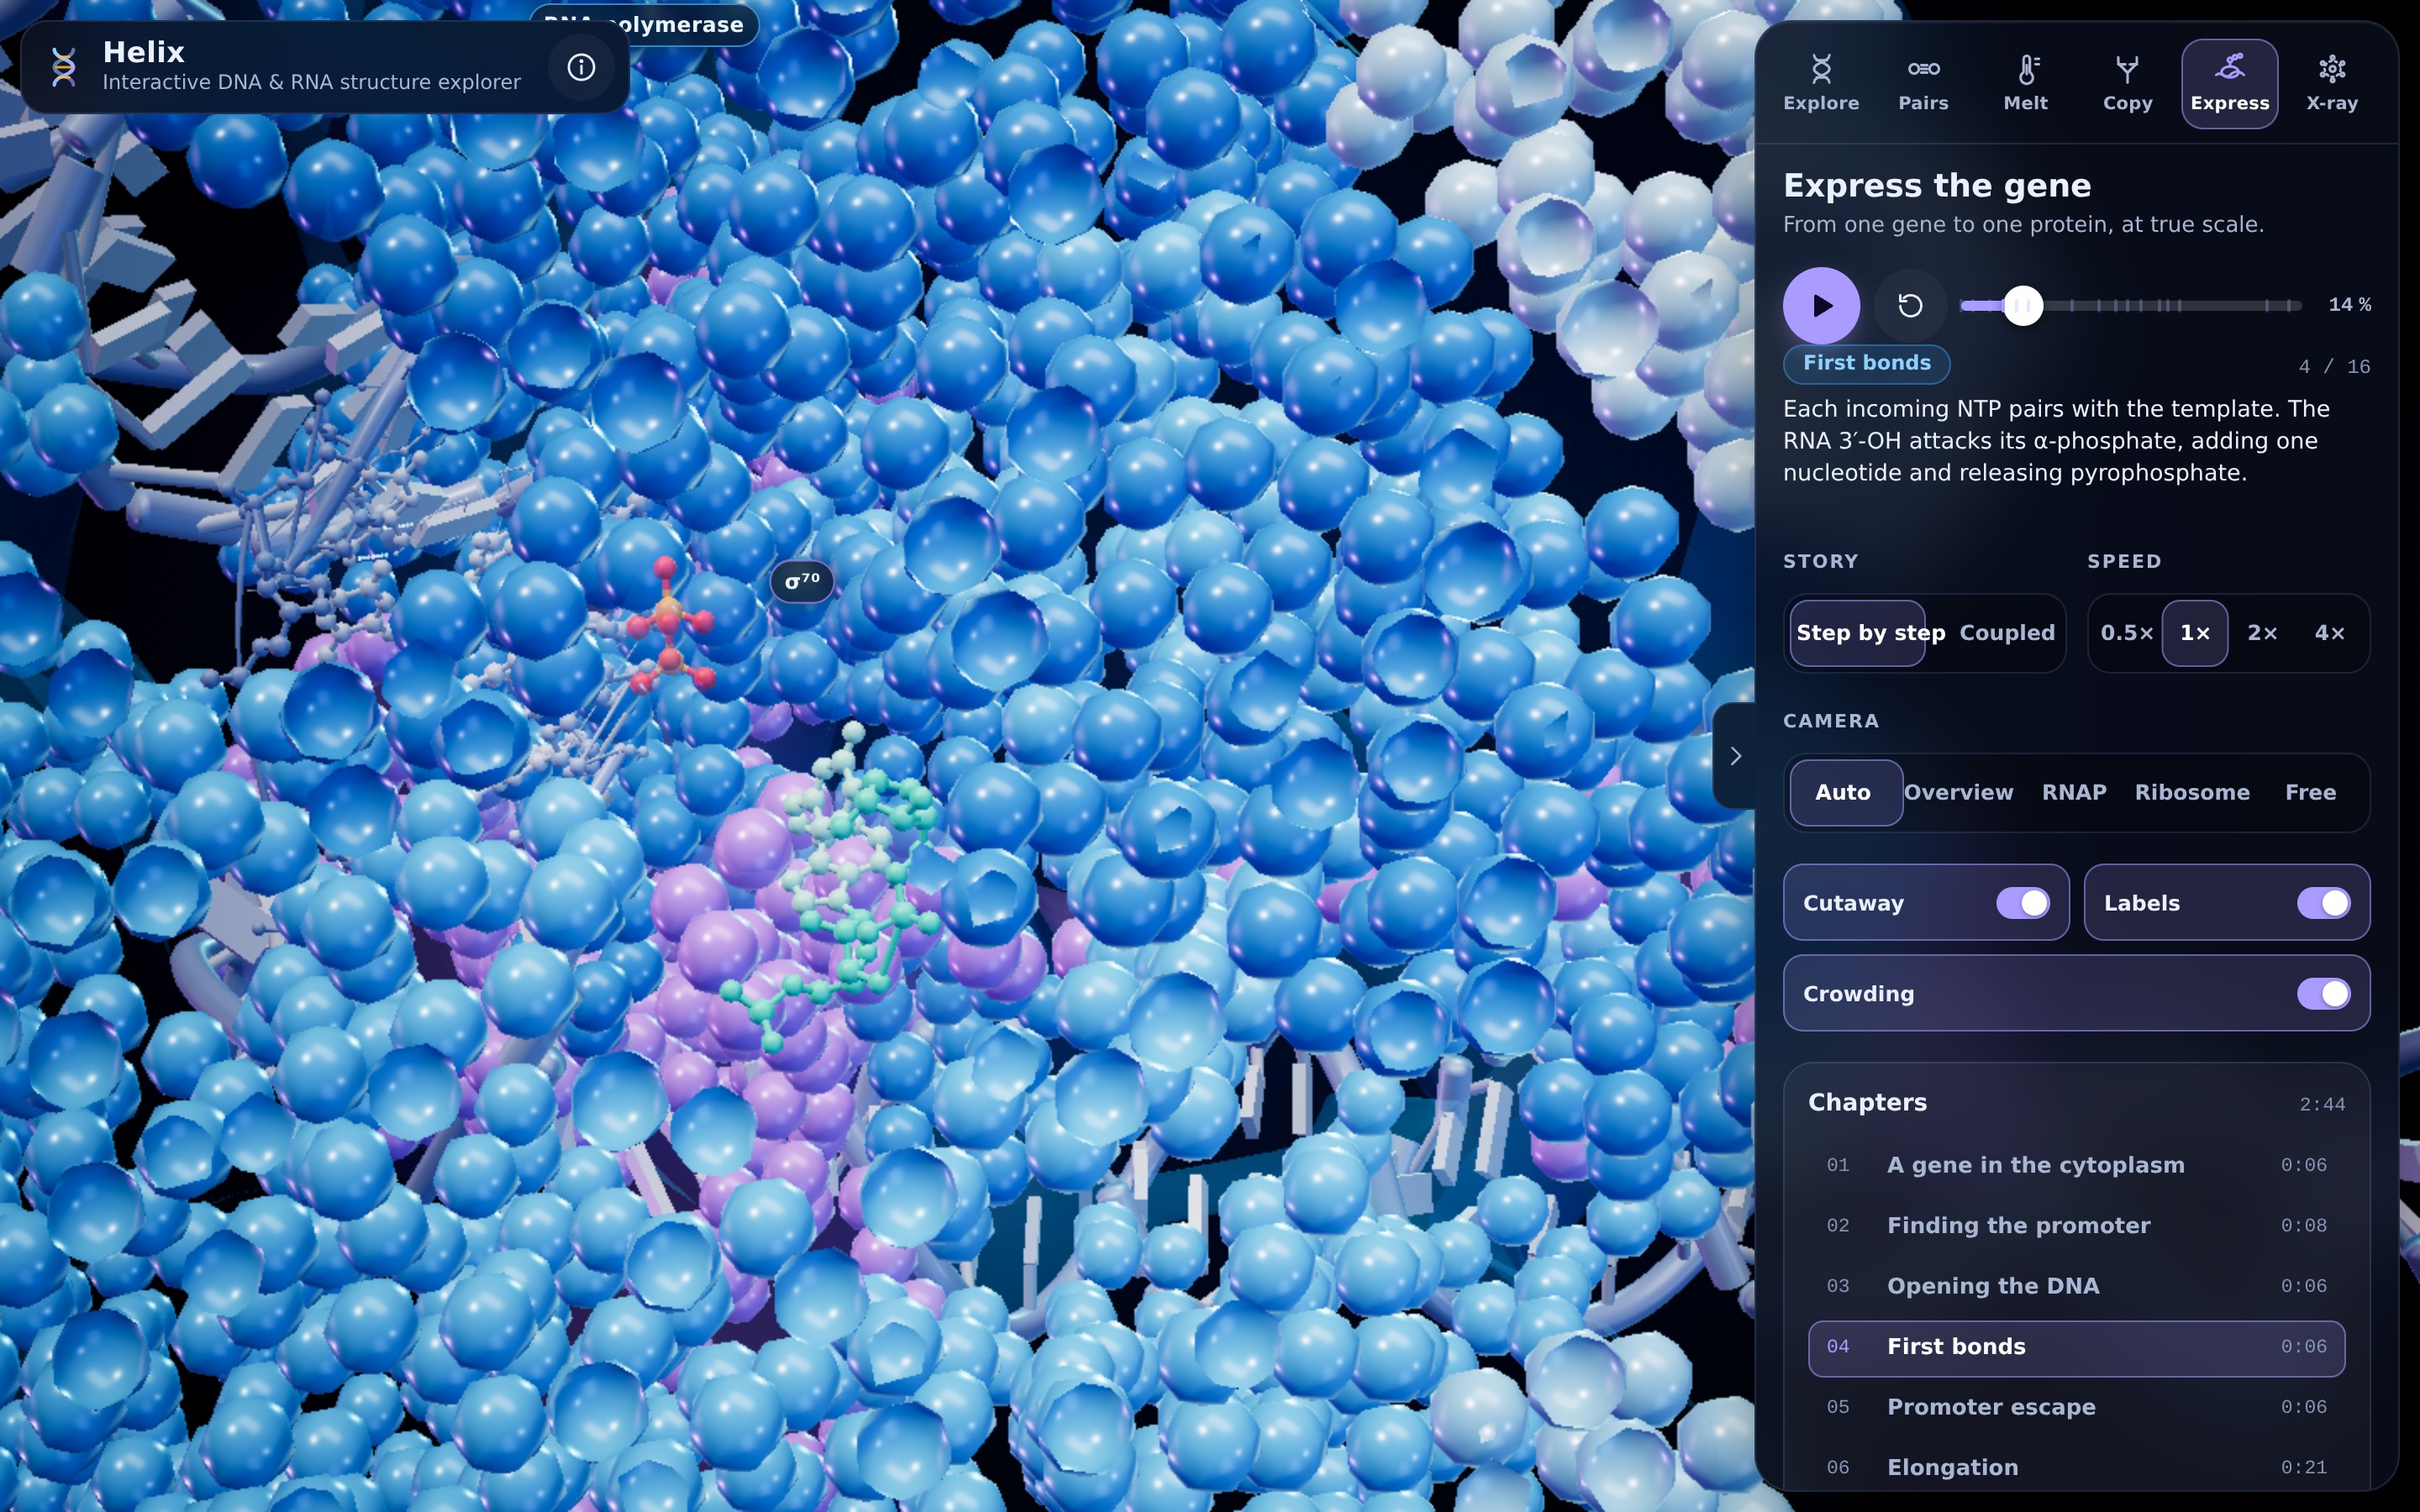 polymerase
Helix
Interactive DNA & RNA structure explorer
σ⁷⁰
Explore
Pairs
Melt
Copy
Express
X-ray
Express the gene
From one gene to one protein, at true scale.
14 %
First bonds
4 / 16
Each incoming NTP pairs with the template. The
RNA 3′-OH attacks its α-phosphate, adding one
nucleotide and releasing pyrophosphate.
STORY
SPEED
Step by step
Coupled
0.5×
1×
2×
4×
CAMERA
Auto
Overview
RNAP
Ribosome
Free
Cutaway
Labels
Crowding
Chapters
2:44
01 A gene in the cytoplasm 0:06
02 Finding the promoter 0:08
03 Opening the DNA 0:06
04 First bonds 0:06
05 Promoter escape 0:06
06 Elongation 0:21